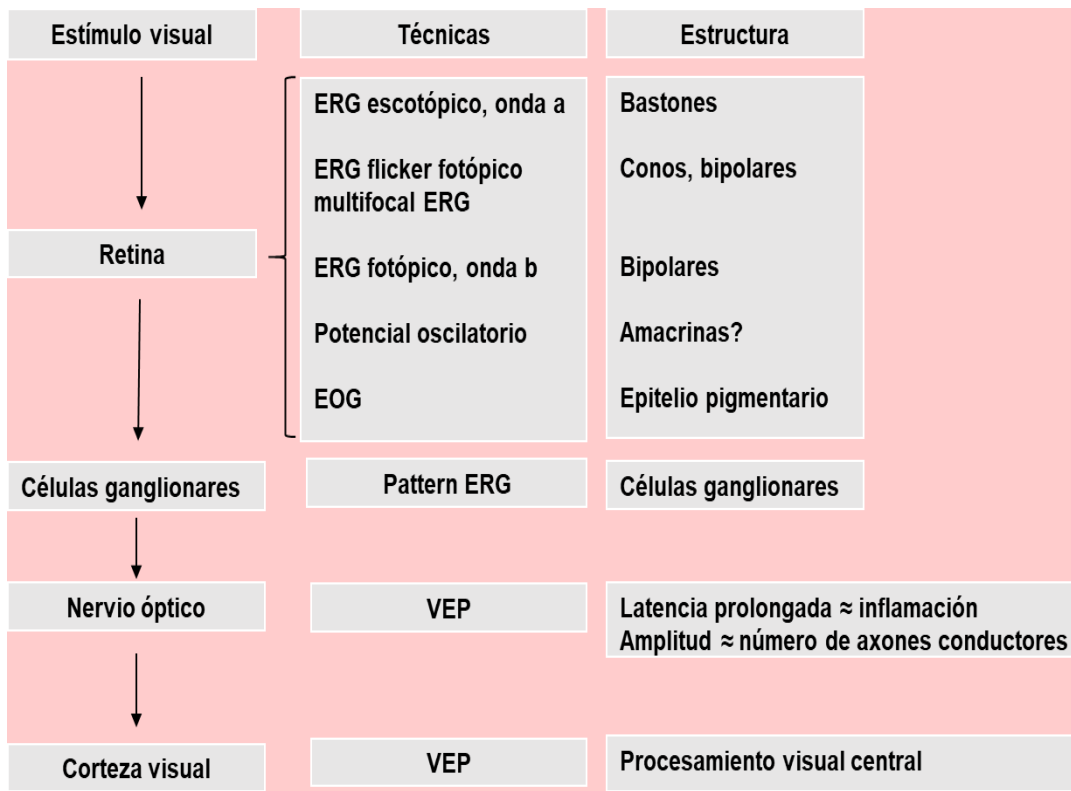 Estímulo visual
Técnicas
Estructura
ERG escotópico, onda a
Bastones
ERG flicker fotópico
multifocal ERG
Conos, bipolares
Retina
ERG fotópico, onda b
Bipolares
Potencial oscilatorio
Amacrinas?
EOG
Epitelio pigmentario
Células ganglionares
Pattern ERG
Células ganglionares
Nervio óptico
VEP
Latencia prolongada ≈ inflamación
Amplitud ≈ número de axones conductores
Corteza visual
VEP
Procesamiento visual central